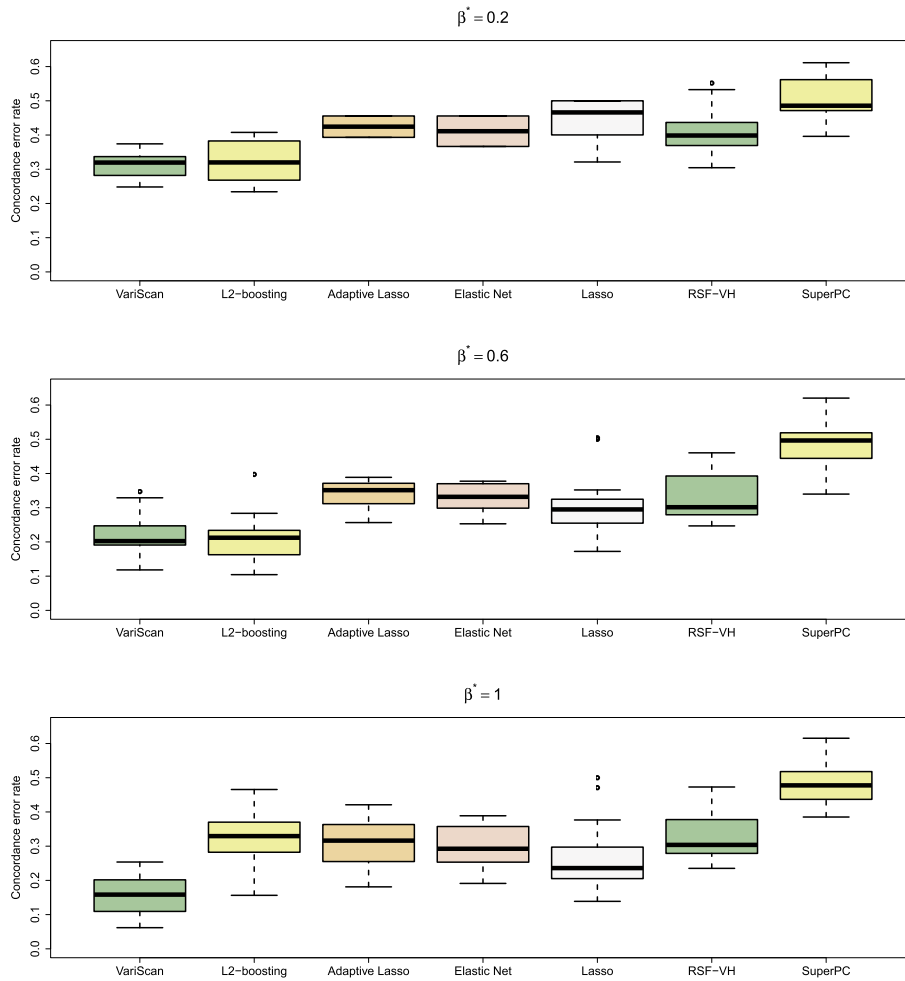 β* = 0.2
Concordance error rate
0.0 0.1 0.2 0.3 0.4 0.5 0.6
VariScan L2−boosting Adaptive Lasso Elastic Net Lasso RSF−VH SuperPC
β* = 0.6
Concordance error rate
0.0 0.1 0.2 0.3 0.4 0.5 0.6
VariScan L2−boosting Adaptive Lasso Elastic Net Lasso RSF−VH SuperPC
β* = 1
Concordance error rate
0.0 0.1 0.2 0.3 0.4 0.5 0.6
VariScan L2−boosting Adaptive Lasso Elastic Net Lasso RSF−VH SuperPC